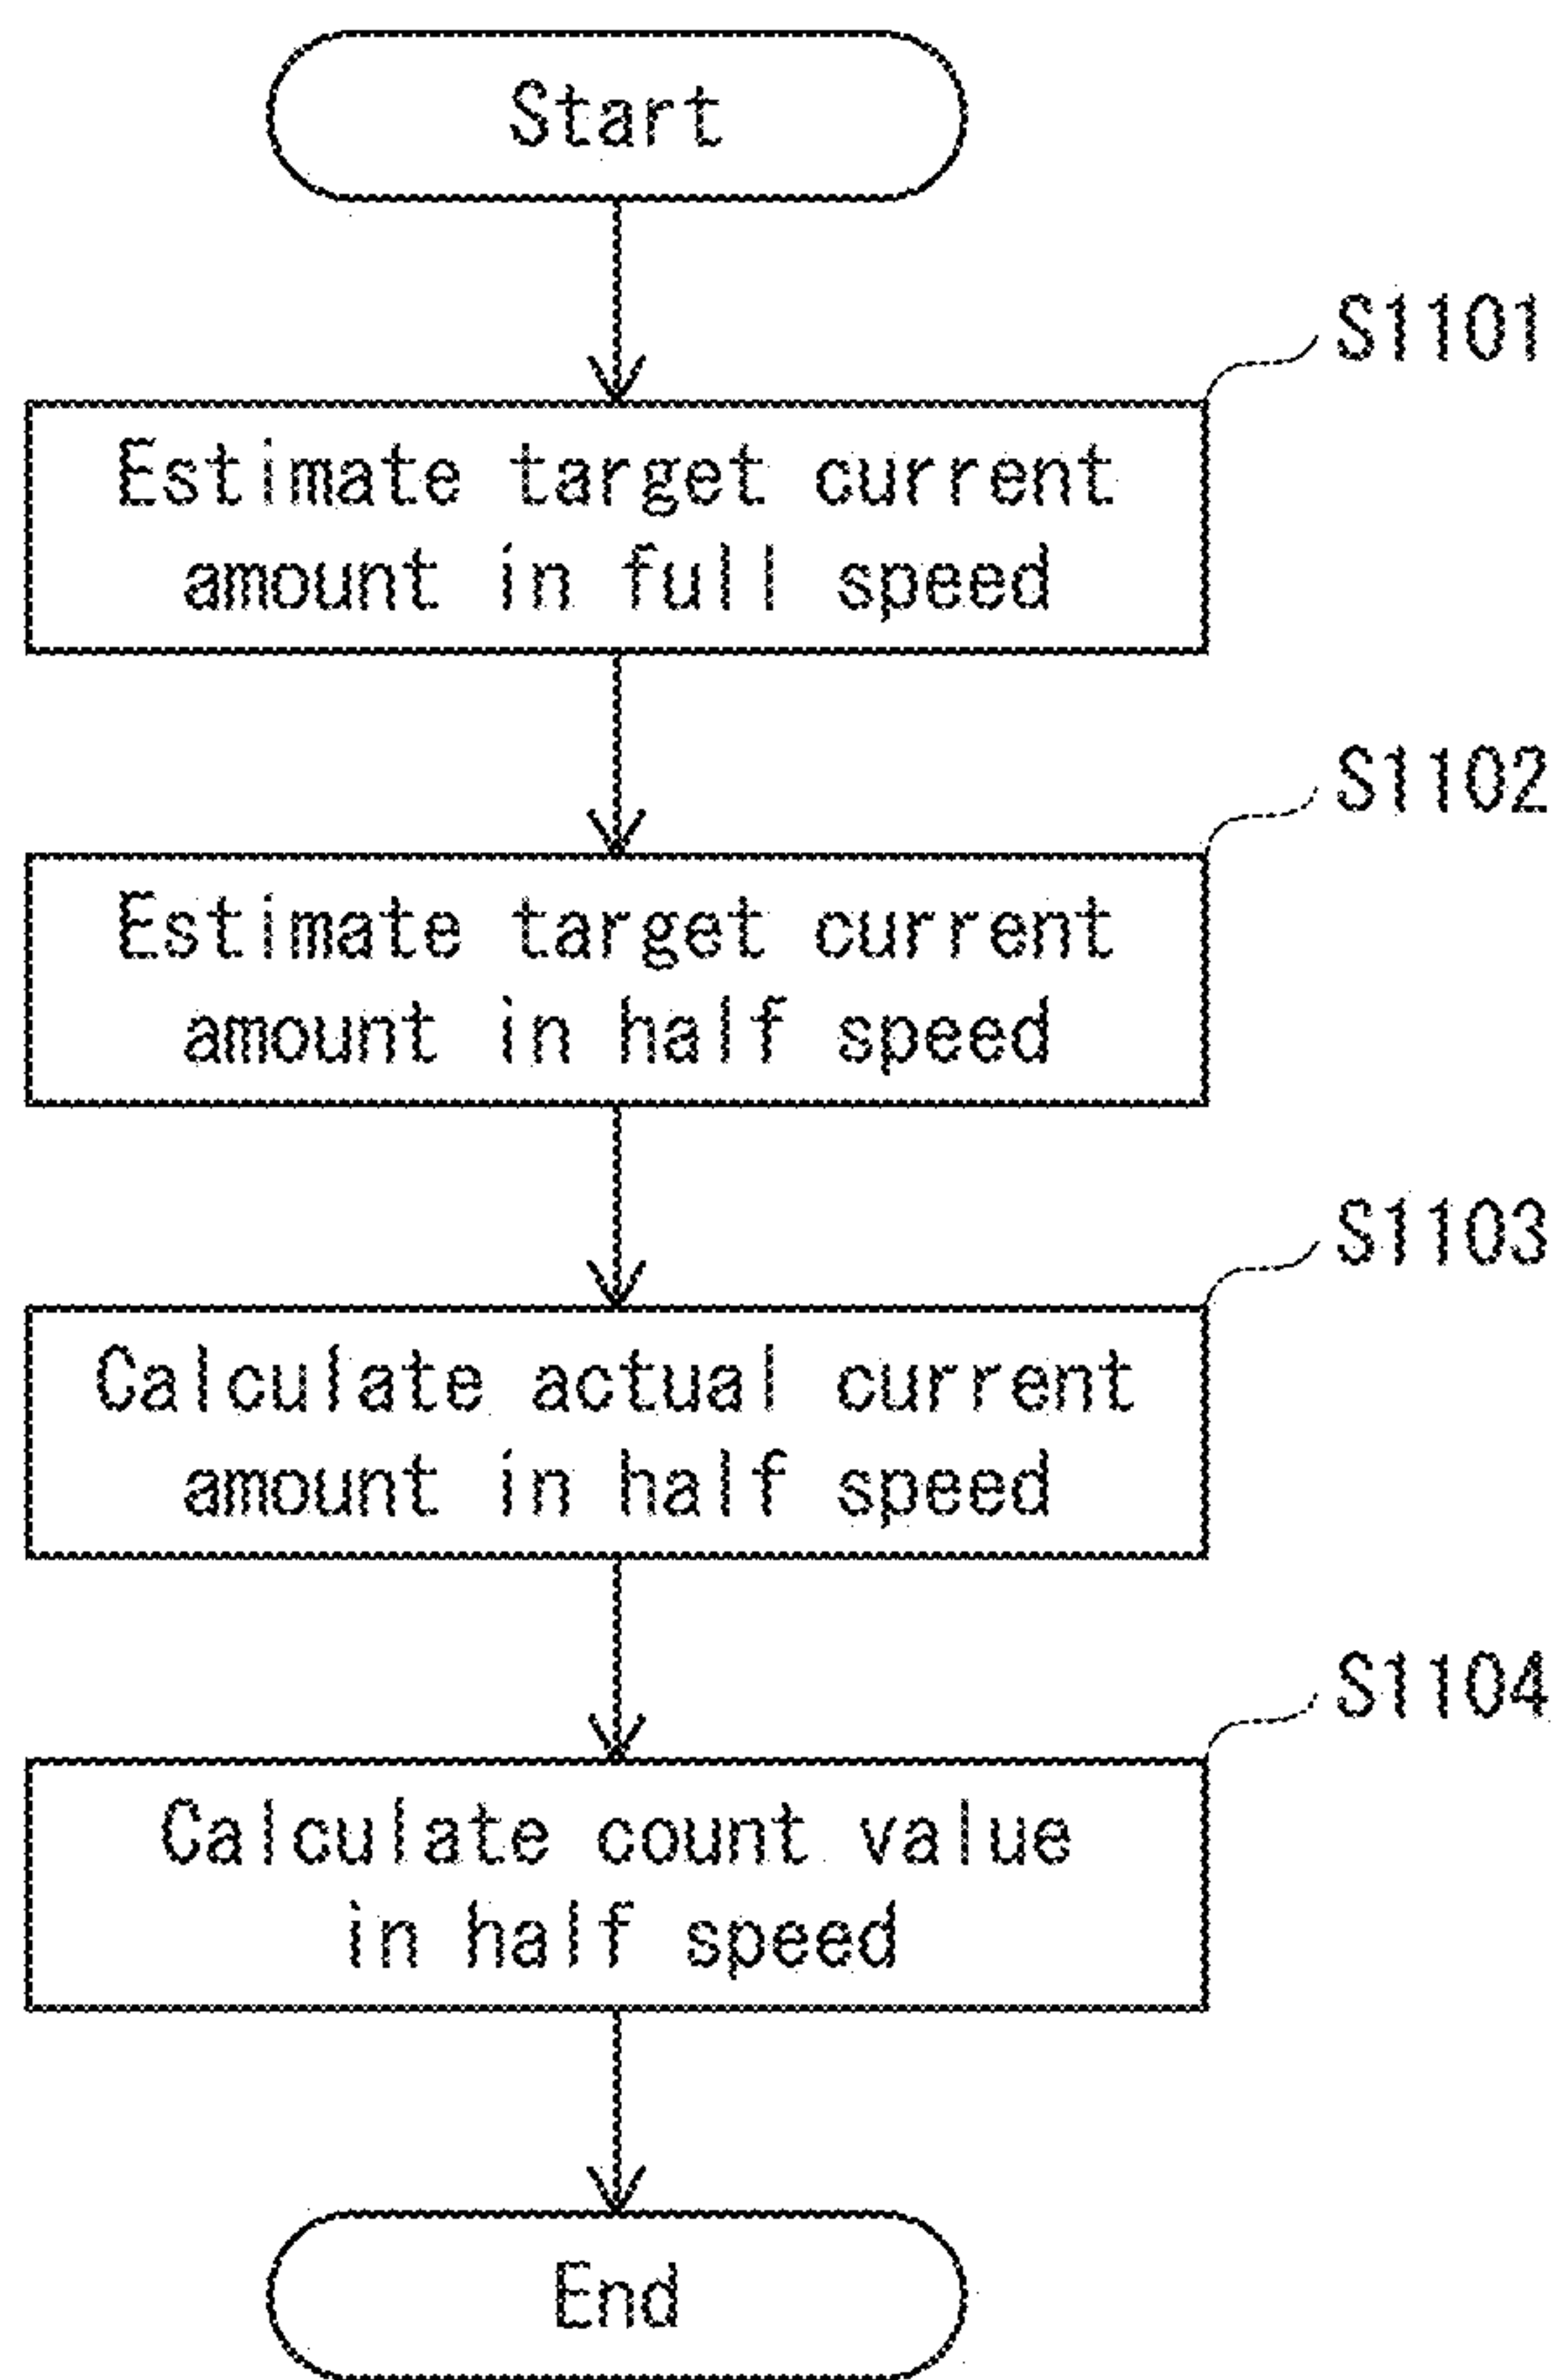 Start
S1101
Estimate target current
amount in full speed
S1102
Estimate target current
amount in half speed
S1103
Calculate actual current
amount in half speed
S1104
Calculate count value
in half speed
End